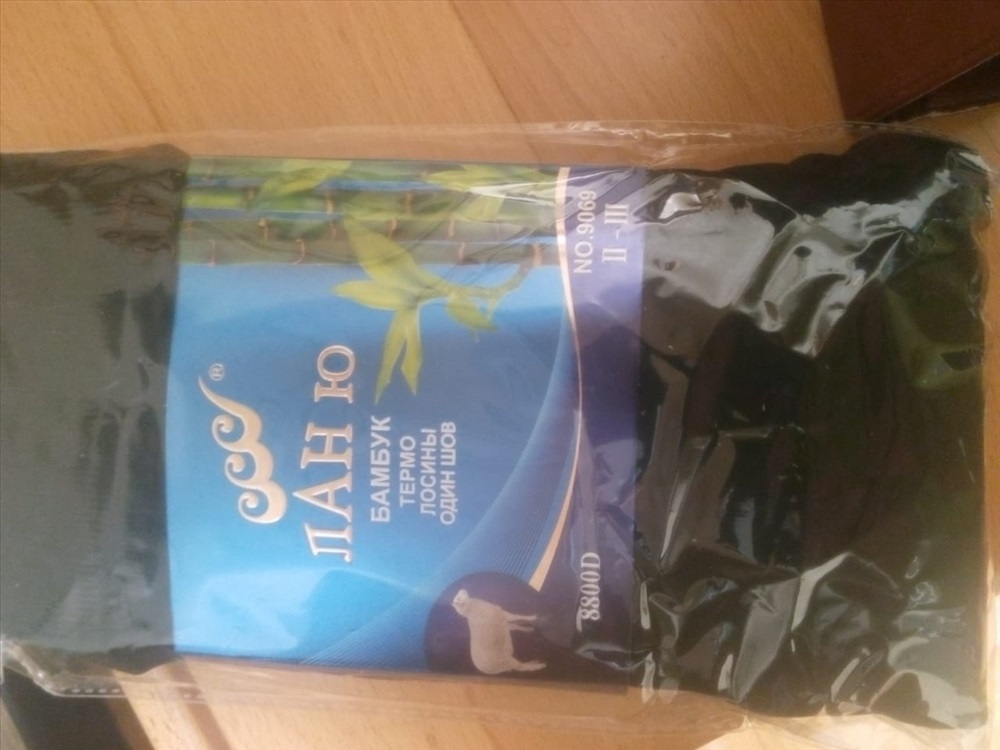 ®
ЛАН Ю
БАМБУК
ТЕРМО
ЛОСИНЫ
ОДИН ШОВ
8800D
NO.9069
II - III